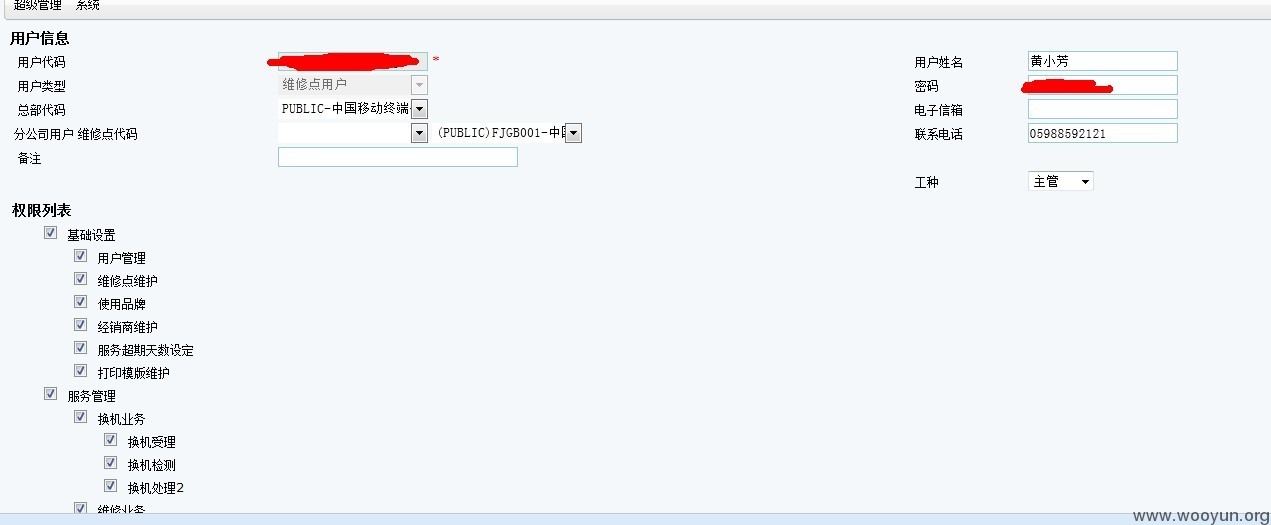 超级管理 系统
用户信息
用户代码 * 用户姓名 黄小芳
用户类型 维修点用户 密码
总部代码 PUBLIC-中国移动终端 电子信箱
分公司用户 维修点代码 (PUBLIC)FJGB001-中 联系电话 05988592121
备注
工种 主管
权限列表
基础设置
用户管理
维修点维护
使用品牌
经销商维护
服务超期天数设定
打印模版维护
服务管理
换机业务
换机受理
换机检测
换机处理2
维修业务
www.wooyun.org